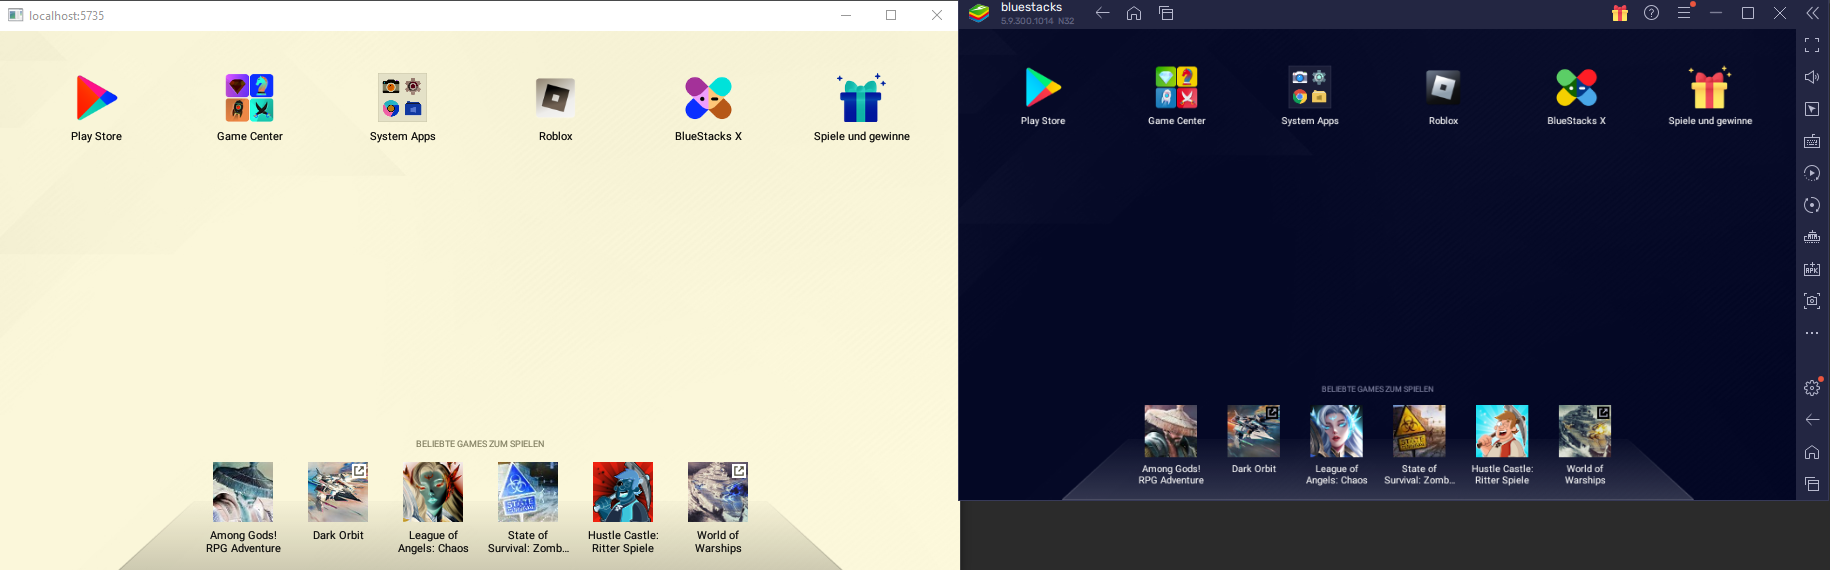 localhost:5735
Play Store
Game Center
System Apps
Roblox
BlueStacks X
Spiele und gewinne
BELIEBTE GAMES ZUM SPIELEN
STATE
Among Gods!
RPG Adventure
Dark Orbit
League of
Angels: Chaos
State of
Survival: Zomb...
Hustle Castle:
Ritter Spiele
World of
Warships
bluestacks
5.9.300.1014 N32
Play Store
Game Center
System Apps
Roblox
BlueStacks X
Spiele und gewinne
BELIEBTE GAMES ZUM SPIELEN
STATE
Among Gods!
RPG Adventure
Dark Orbit
League of
Angels: Chaos
State of
Survival: Zomb...
Hustle Castle:
Ritter Spiele
World of
Warships
APK